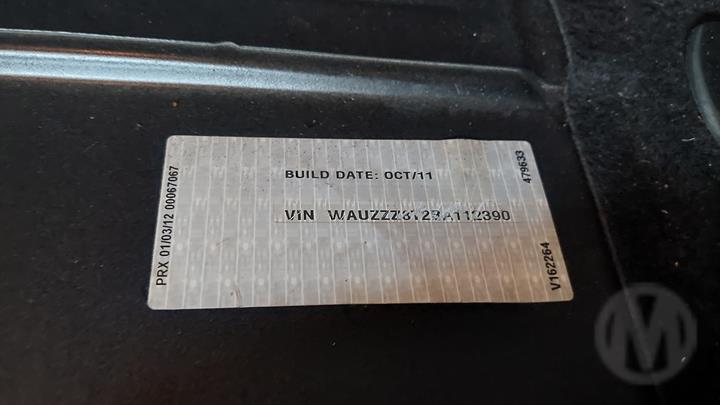 BUILD DATE: OCT/11
VIN
PRX 01/03/12 00067067
479633
V162264
M